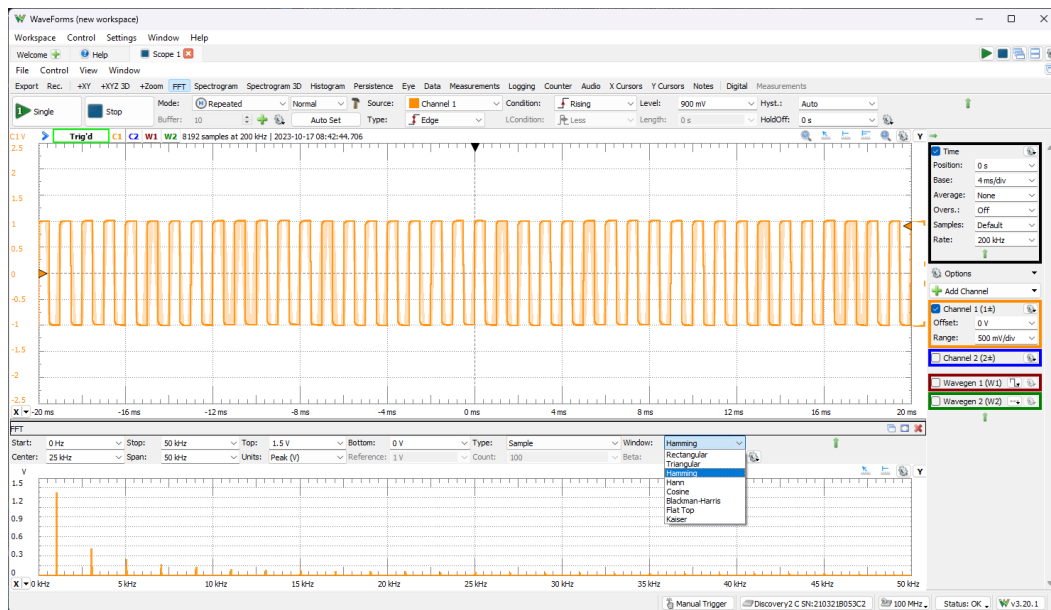 WaveForms (new workspace)
Workspace Control Settings Window Help
Welcome Help Scope 1
File Control View Window
Export Rec. +XY +XYZ 3D +Zoom FFT Spectrogram Spectrogram 3D Histogram Persistence Eye Data Measurements Logging Counter Audio X Cursors Y Cursors Notes Digital Measurements
Single Stop Mode: Repeated Normal Source: Channel 1 Condition: Rising Level: 900 mV Hyst.: Auto
Buffer: 10 Auto Set Type: Edge LCondition: Less Length: 0 s HoldOff: 0 s
C1 V Trig'd C1 C2 W1 W2 8192 samples at 200 kHz | 2023-10-17 08:42:44.706 Y
2.5
2
1.5
1
0.5
0
-0.5
-1
-1.5
-2
-2.5
X -20 ms -16 ms -12 ms -8 ms -4 ms 0 ms 4 ms 8 ms 12 ms 16 ms 20 ms
Time
Position: 0 s
Base: 4 ms/div
Average: None
Overs.: Off
Samples: Default
Rate: 200 kHz
Options
Add Channel
Channel 1 (1±)
Offset: 0 V
Range: 500 mV/div
Channel 2 (2±)
Wavegen 1 (W1)
Wavegen 2 (W2)
FFT
Start: 0 Hz Stop: 50 kHz Top: 1.5 V Bottom: 0 V Type: Sample Window: Hamming
Center: 25 kHz Span: 50 kHz Units: Peak (V) Reference: 1 V Count: 100 Beta:
Rectangular
Triangular
Hamming
Hann
Cosine
Blackman-Harris
Flat Top
Kaiser
V Y
1.5
1.2
0.9
0.6
0.3
0
X 0 kHz 5 kHz 10 kHz 15 kHz 20 kHz 25 kHz 30 kHz 35 kHz 40 kHz 45 kHz 50 kHz
Manual Trigger Discovery2 C SN:210321B053C2 100 MHz Status: OK v3.20.1